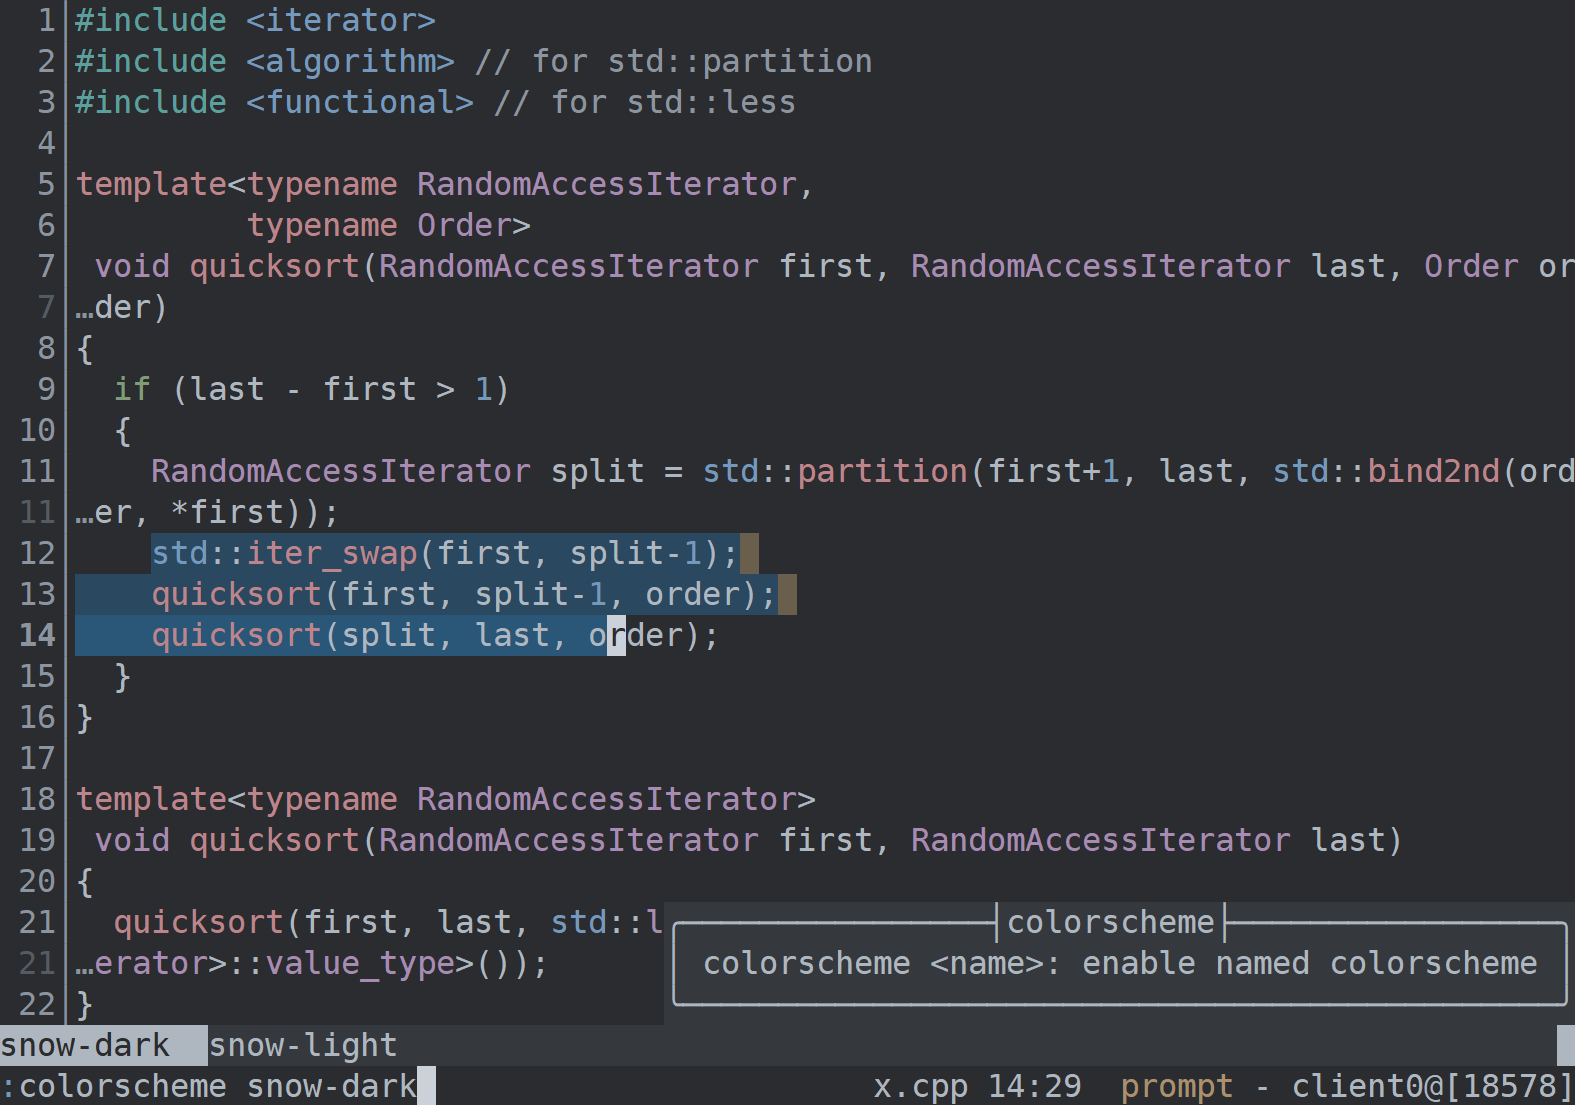 1 #include <iterator>
2 #include <algorithm> // for std::partition
3 #include <functional> // for std::less
4
5 template<typename RandomAccessIterator,
6          typename Order>
7  void quicksort(RandomAccessIterator first, RandomAccessIterator last, Order or
7 …der)
8 {
9   if (last - first > 1)
10   {
11     RandomAccessIterator split = std::partition(first+1, last, std::bind2nd(ord
11 …er, *first));
12     std::iter_swap(first, split-1);
13     quicksort(first, split-1, order);
14     quicksort(split, last, order);
15   }
16 }
17
18 template<typename RandomAccessIterator>
19  void quicksort(RandomAccessIterator first, RandomAccessIterator last)
20 {
21   quicksort(first, last, std::l
colorscheme
21 …erator>::value_type>());
colorscheme <name>: enable named colorscheme
22 }
snow-dark  snow-light
:colorscheme snow-dark x.cpp 14:29  prompt - client0@[18578]